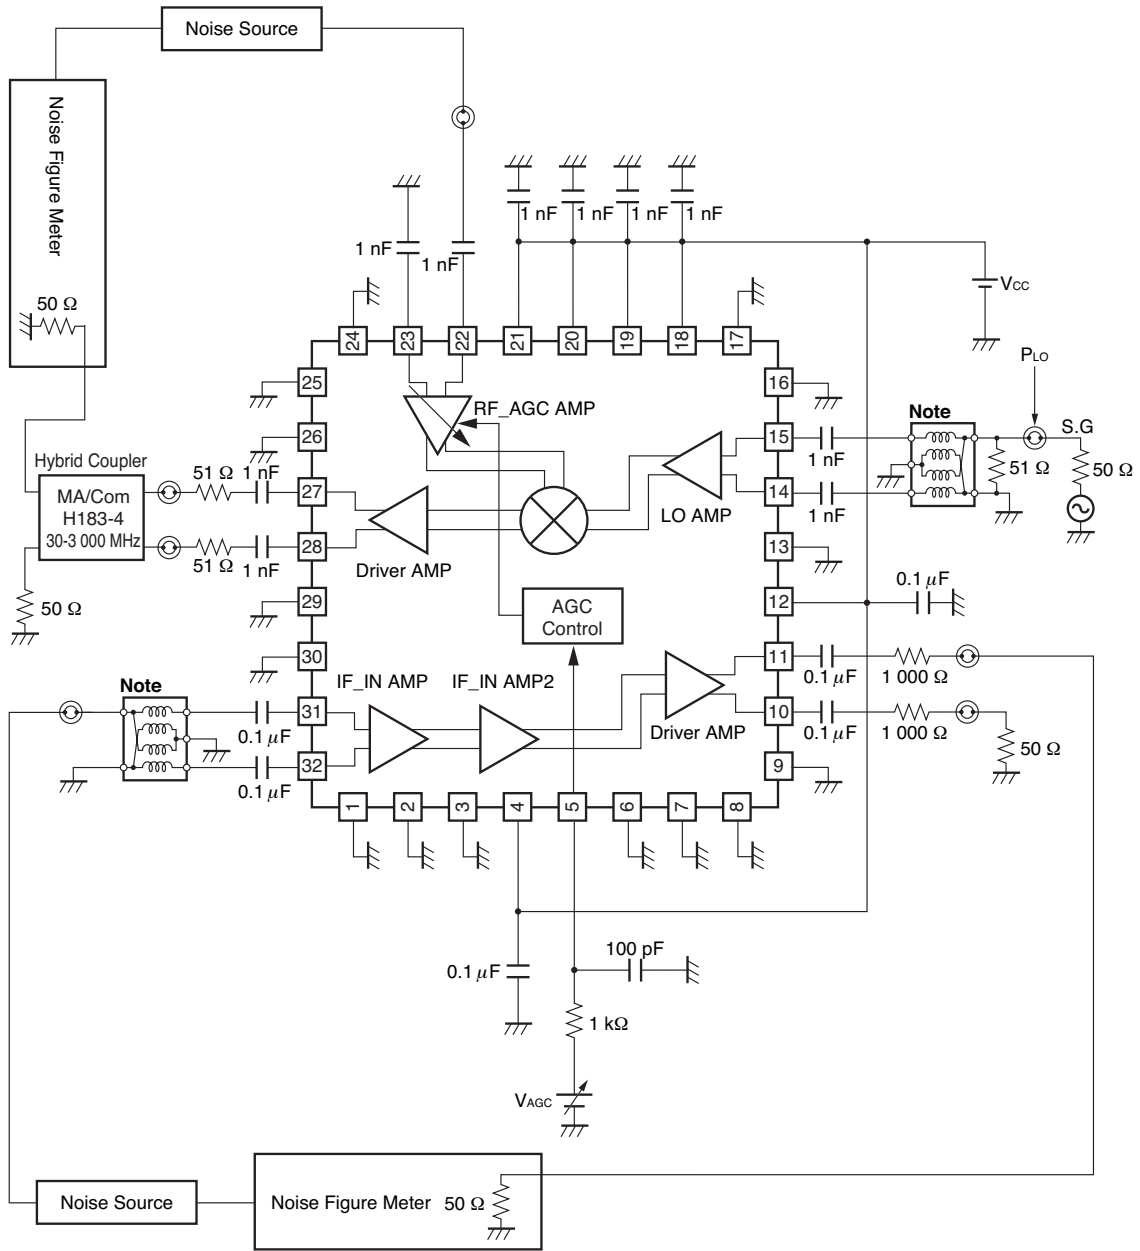 Noise Source
Noise Figure Meter
50 Ω
1 nF
1 nF
1 nF
1 nF
1 nF
1 nF
VCC
24
23
22
21
20
19
18
17
25
26
27
28
29
30
31
32
16
15
14
13
12
11
10
9
1
2
3
4
5
6
7
8
RF_AGC AMP
LO AMP
Driver AMP
AGC
Control
IF_IN AMP
IF_IN AMP2
Driver AMP
Hybrid Coupler
MA/Com
H183-4
30-3 000 MHz
51 Ω
1 nF
51 Ω
1 nF
50 Ω
Note
PLO
S.G
1 nF
1 nF
51 Ω
50 Ω
0.1 µF
0.1 µF
1 000 Ω
0.1 µF
1 000 Ω
50 Ω
Note
0.1 µF
0.1 µF
0.1 µF
100 pF
1 kΩ
VAGC
Noise Source
Noise Figure Meter
50 Ω